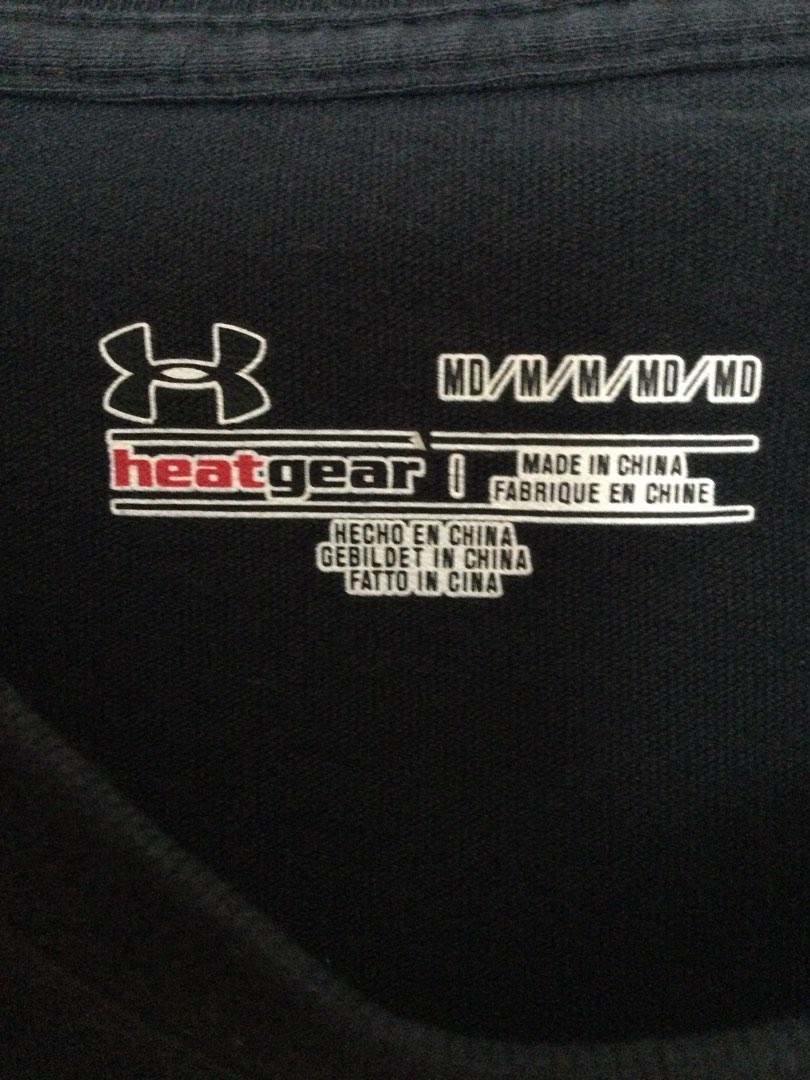 MD/M/M/MD/MD
heatgear
MADE IN CHINA
FABRIQUE EN CHINE
HECHO EN CHINA
GEBILDET IN CHINA
FATTO IN CINA